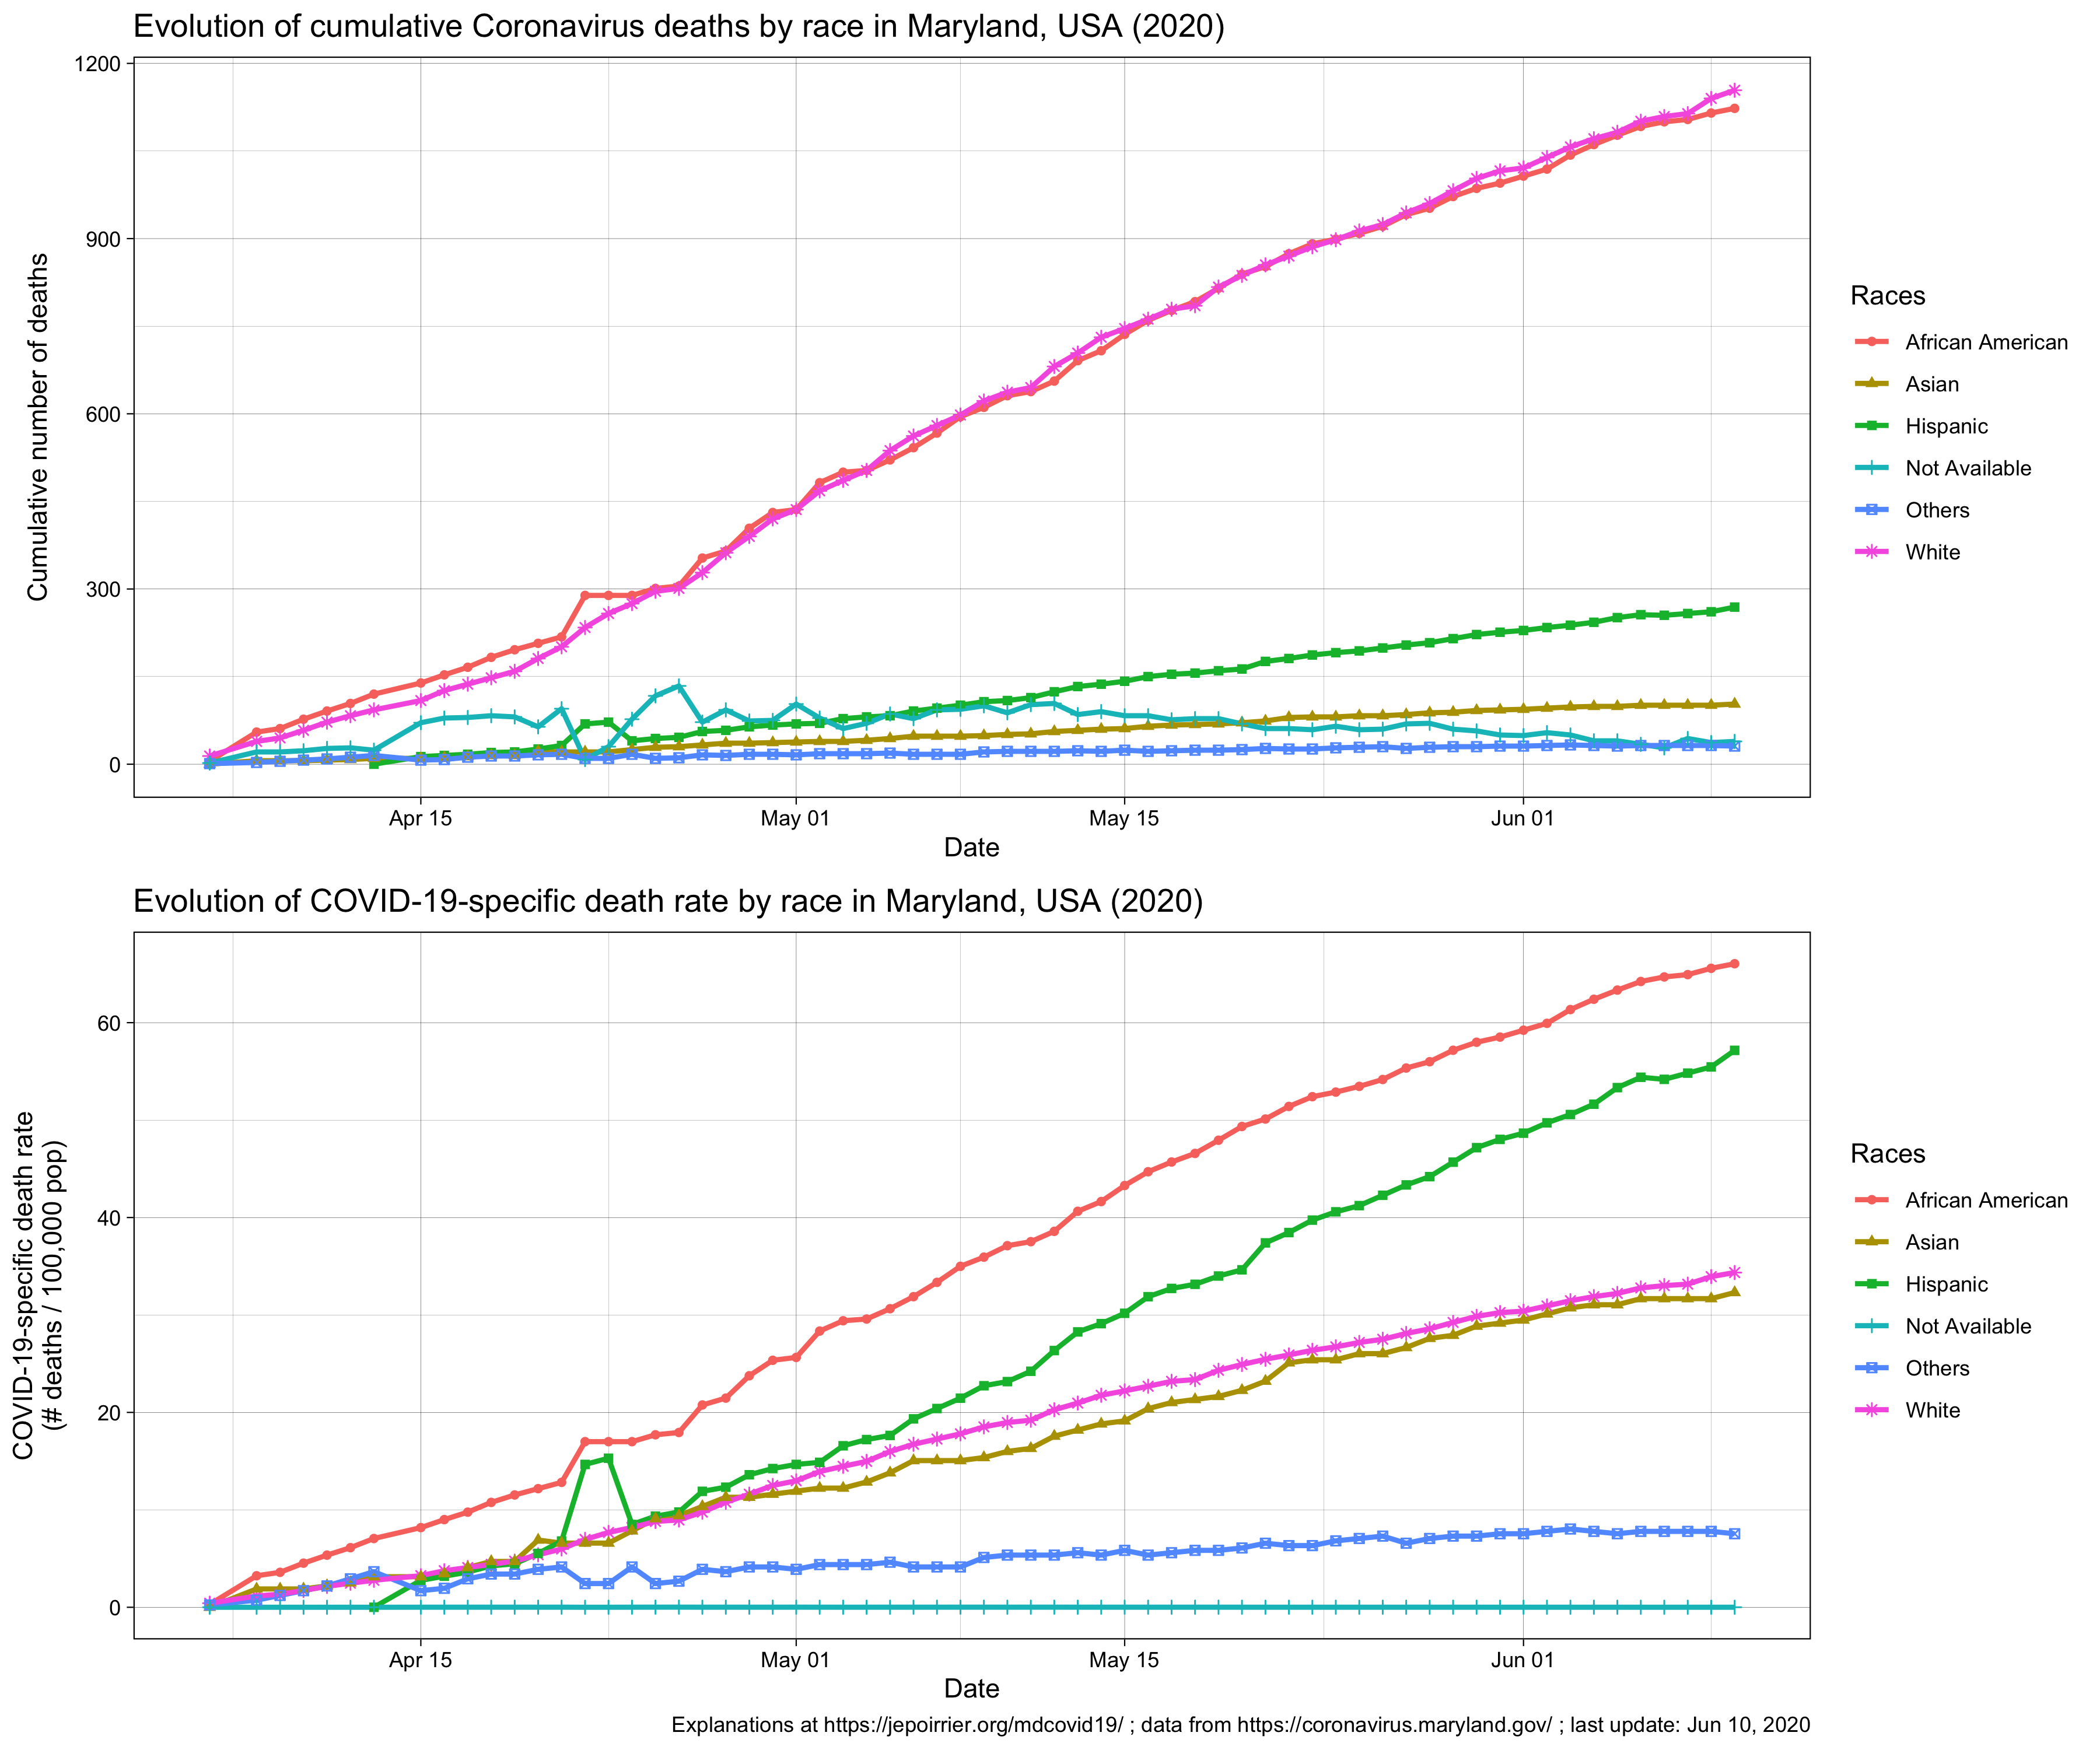 Evolution of cumulative Coronavirus deaths by race in Maryland, USA (2020)
Cumulative number of deaths
1200
900
600
300
0
Apr 15
May 01
May 15
Jun 01
Date
Races
African American
Asian
Hispanic
Not Available
Others
White
Evolution of COVID-19-specific death rate by race in Maryland, USA (2020)
COVID-19-specific death rate
(# deaths / 100,000 pop)
60
40
20
0
Apr 15
May 01
May 15
Jun 01
Date
Races
African American
Asian
Hispanic
Not Available
Others
White
Explanations at https://jepoirrier.org/mdcovid19/ ; data from https://coronavirus.maryland.gov/ ; last update: Jun 10, 2020